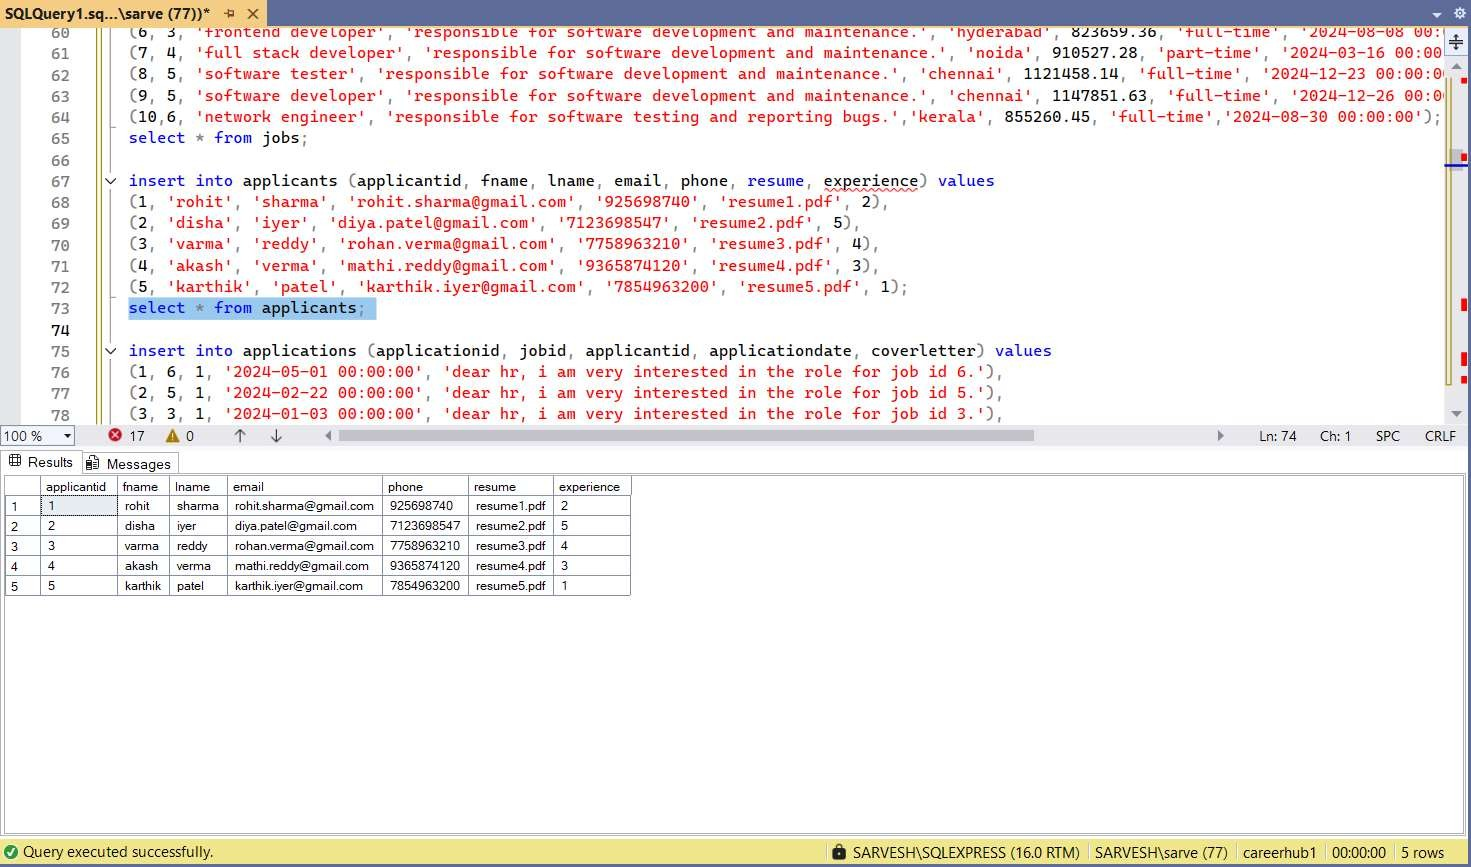 SQLQuery1.sq...\sarve (77))*
60 (6, 3, 'frontend developer', 'responsible for software development and maintenance.', 'hyderabad', 823659.36, 'full-time', '2024-08-08 00:
61 (7, 4, 'full stack developer', 'responsible for software development and maintenance.', 'noida', 910527.28, 'part-time', '2024-03-16 00:00
62 (8, 5, 'software tester', 'responsible for software development and maintenance.', 'chennai', 1121458.14, 'full-time', '2024-12-23 00:00:0
63 (9, 5, 'software developer', 'responsible for software development and maintenance.', 'chennai', 1147851.63, 'full-time', '2024-12-26 00:0
64 (10,6, 'network engineer', 'responsible for software testing and reporting bugs.','kerala', 855260.45, 'full-time','2024-08-30 00:00:00');
65 select * from jobs;
66
67 insert into applicants (applicantid, fname, lname, email, phone, resume, experience) values
68 (1, 'rohit', 'sharma', 'rohit.sharma@gmail.com', '925698740', 'resume1.pdf', 2),
69 (2, 'disha', 'iyer', 'diya.patel@gmail.com', '7123698547', 'resume2.pdf', 5),
70 (3, 'varma', 'reddy', 'rohan.verma@gmail.com', '7758963210', 'resume3.pdf', 4),
71 (4, 'akash', 'verma', 'mathi.reddy@gmail.com', '9365874120', 'resume4.pdf', 3),
72 (5, 'karthik', 'patel', 'karthik.iyer@gmail.com', '7854963200', 'resume5.pdf', 1);
73 select * from applicants;
74
75 insert into applications (applicationid, jobid, applicantid, applicationdate, coverletter) values
76 (1, 6, 1, '2024-05-01 00:00:00', 'dear hr, i am very interested in the role for job id 6.'),
77 (2, 5, 1, '2024-02-22 00:00:00', 'dear hr, i am very interested in the role for job id 5.'),
78 (3, 3, 1, '2024-01-03 00:00:00', 'dear hr, i am very interested in the role for job id 3.'),
100 % 17 0 Ln: 74 Ch: 1 SPC CRLF
Results Messages
applicantid fname lname email phone resume experience
1 1 rohit sharma rohit.sharma@gmail.com 925698740 resume1.pdf 2
2 2 disha iyer diya.patel@gmail.com 7123698547 resume2.pdf 5
3 3 varma reddy rohan.verma@gmail.com 7758963210 resume3.pdf 4
4 4 akash verma mathi.reddy@gmail.com 9365874120 resume4.pdf 3
5 5 karthik patel karthik.iyer@gmail.com 7854963200 resume5.pdf 1
Query executed successfully. SARVESH\SQLEXPRESS (16.0 RTM) SARVESH\sarve (77) careerhub1 00:00:00 5 rows